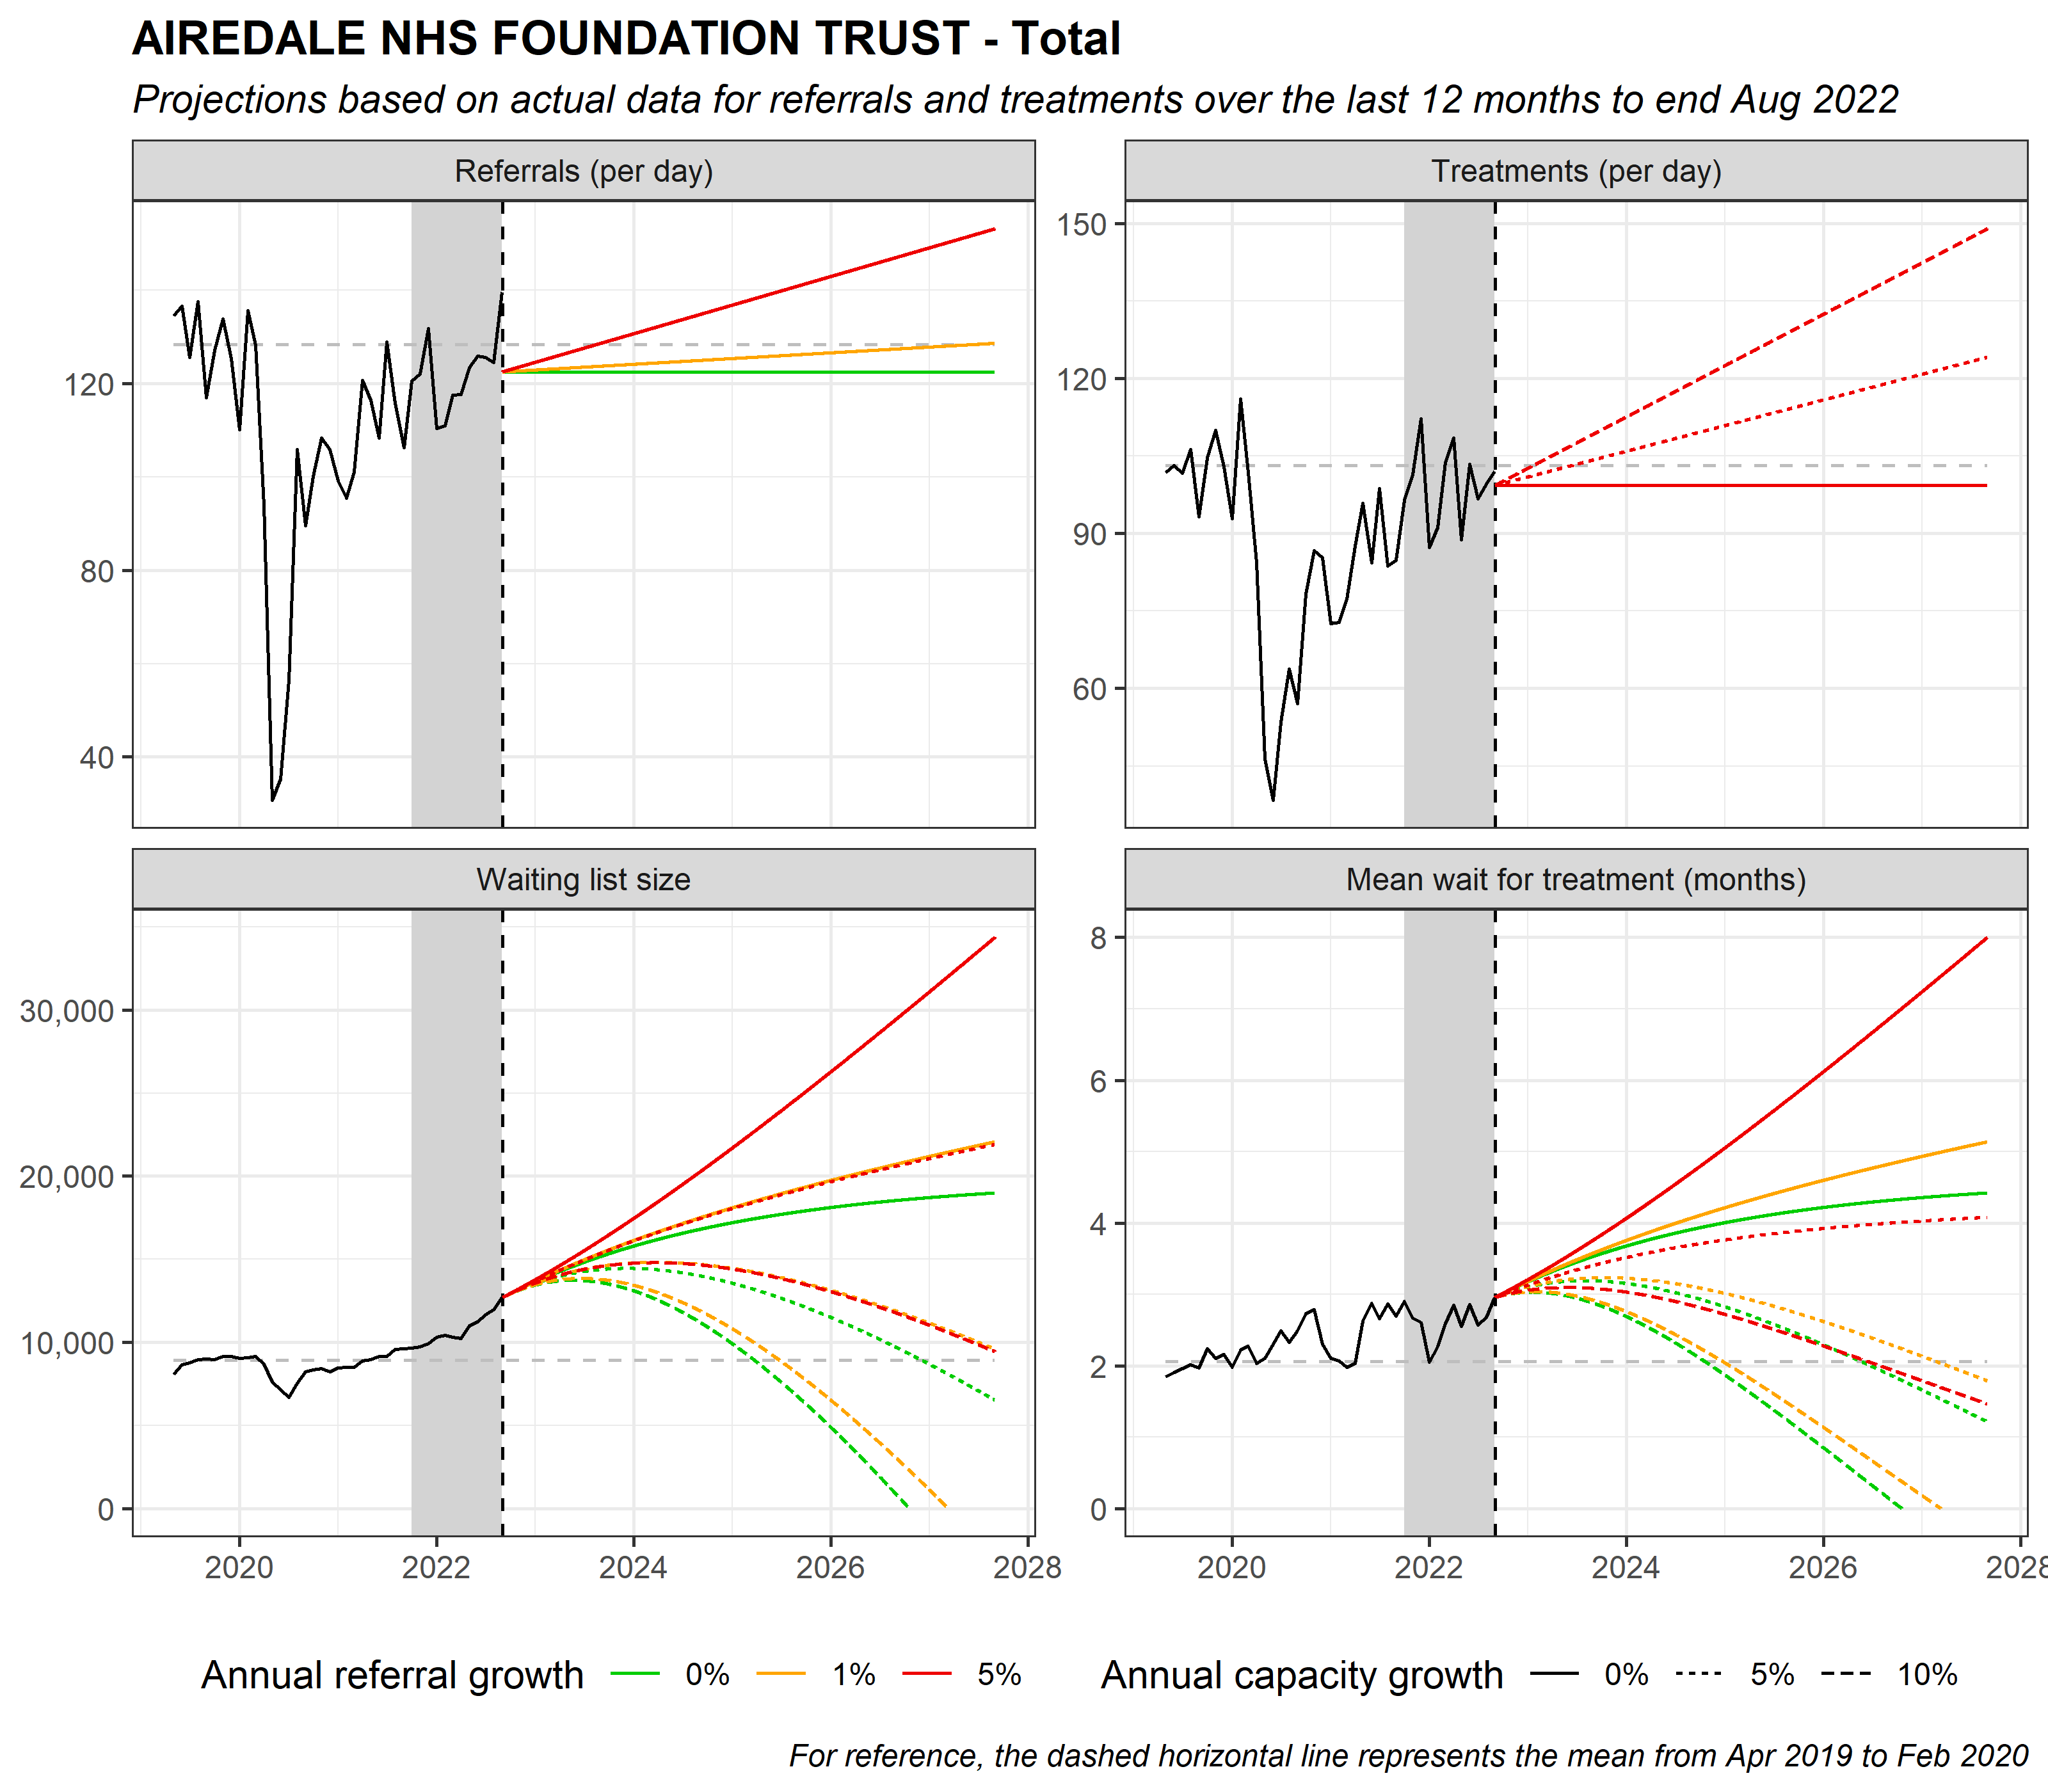 AIREDALE NHS FOUNDATION TRUST - Total
Projections based on actual data for referrals and treatments over the last 12 months to end Aug 2022
Referrals (per day)
120
80
40
Treatments (per day)
150
120
90
60
Waiting list size
30,000
20,000
10,000
0
2020 2022 2024 2026 2028
Mean wait for treatment (months)
8
6
4
2
0
2020 2022 2024 2026 2028
Annual referral growth 0% 1% 5% Annual capacity growth 0% 5% 10%
For reference, the dashed horizontal line represents the mean from Apr 2019 to Feb 2020